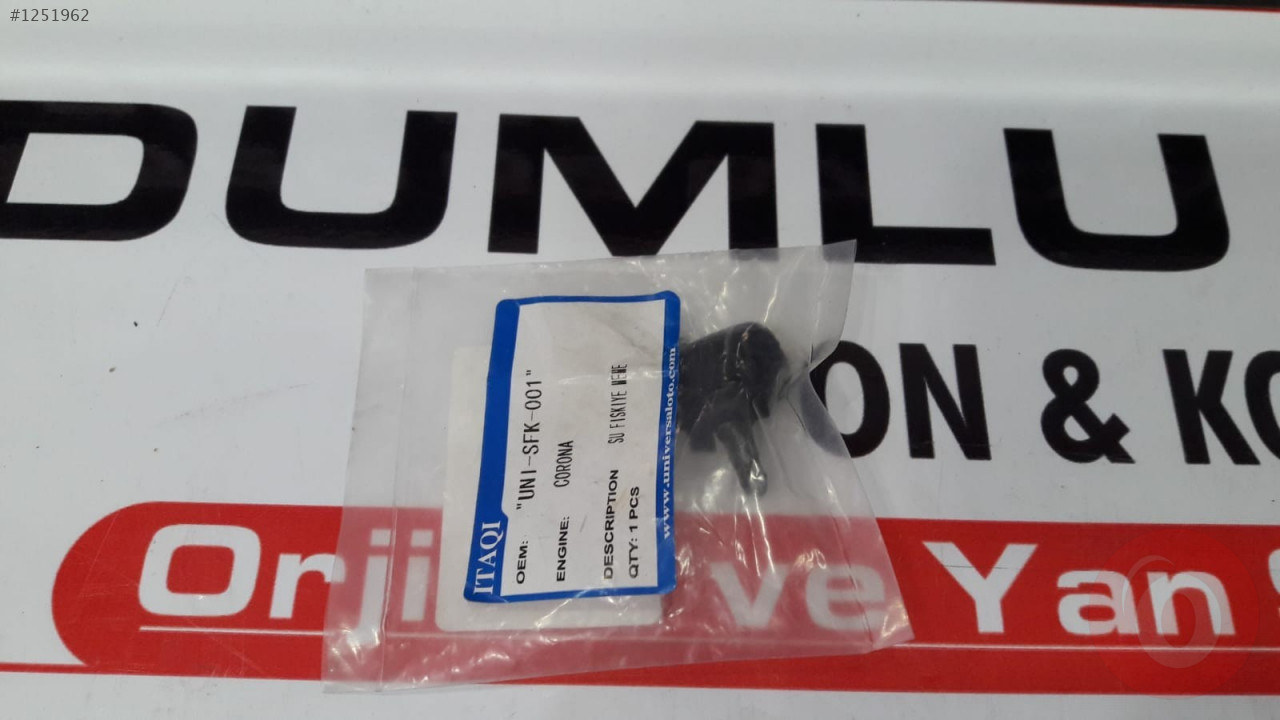 #1251962
DUMLU
ON & KO
Orji ve Yan
ITAQI
OEM: "UNI-SFK-001"
ENGINE: CORONA
DESCRIPTION SU FISKIYE MEME
QTY: 1 PCS
www.universaloto.com